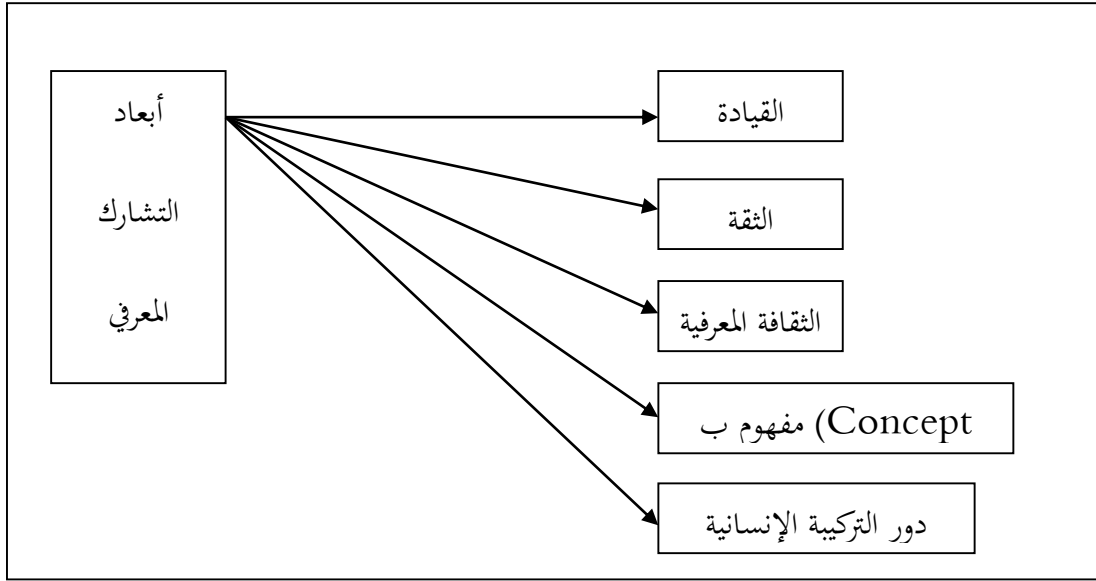 أبعاد
التشارك
المعرفي
القيادة
الثقة
الثقافة المعرفية
Concept) مفهوم ب
دور التركيبة الإنسانية